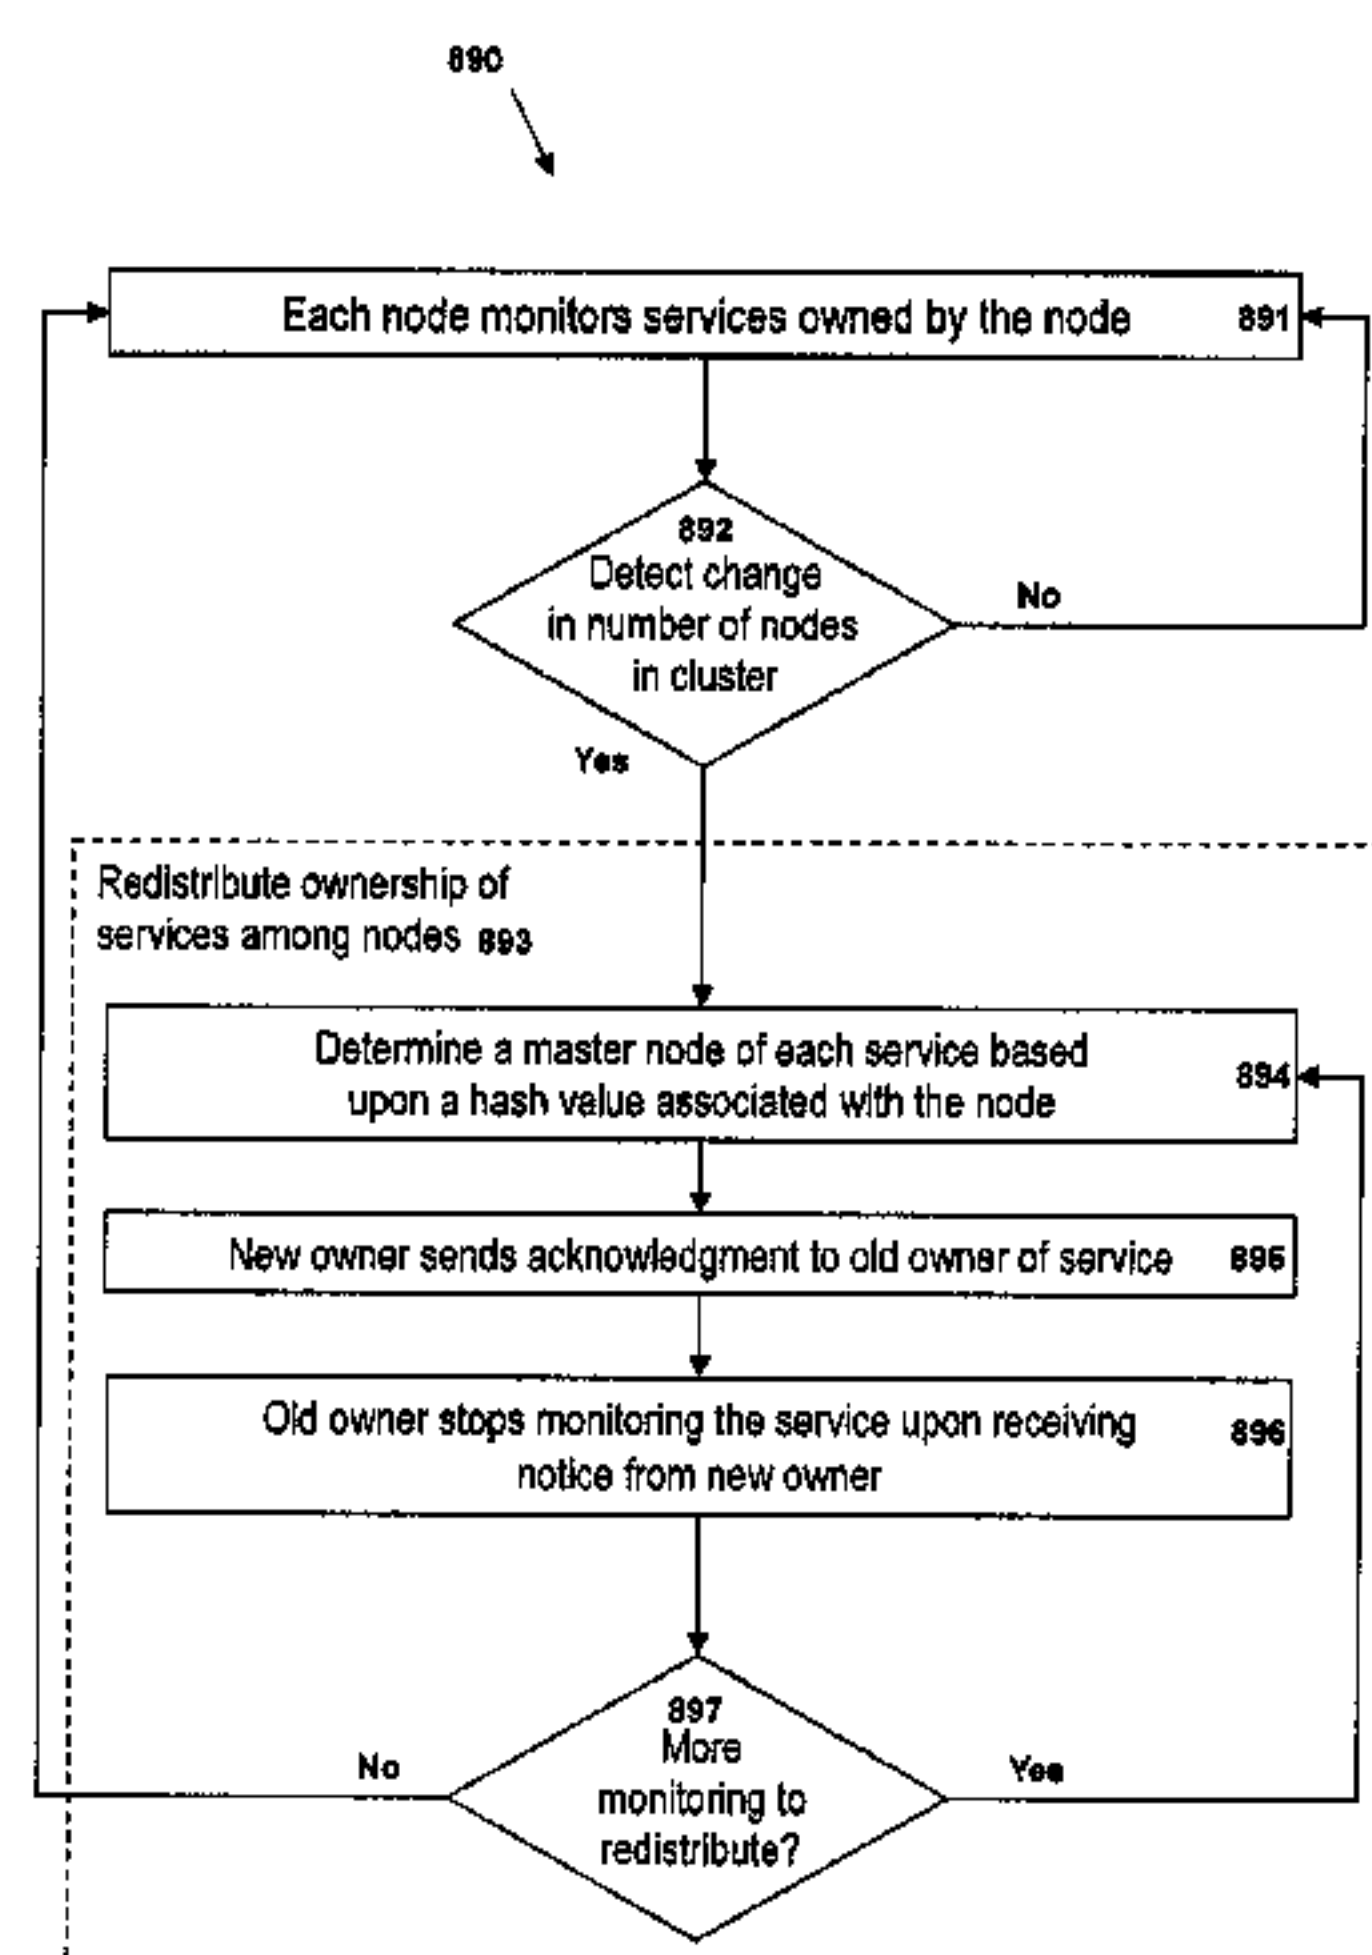 890
Each node monitors services owned by the node 891
892
Detect change
in number of nodes
in cluster
No
Yes
Redistribute ownership of
services among nodes 893
Determine a master node of each service based
upon a hash value associated with the node
894
New owner sends acknowledgment to old owner of service 895
Old owner stops monitoring the service upon receiving
notice from new owner
896
897
More
monitoring to
redistribute?
No
Yes